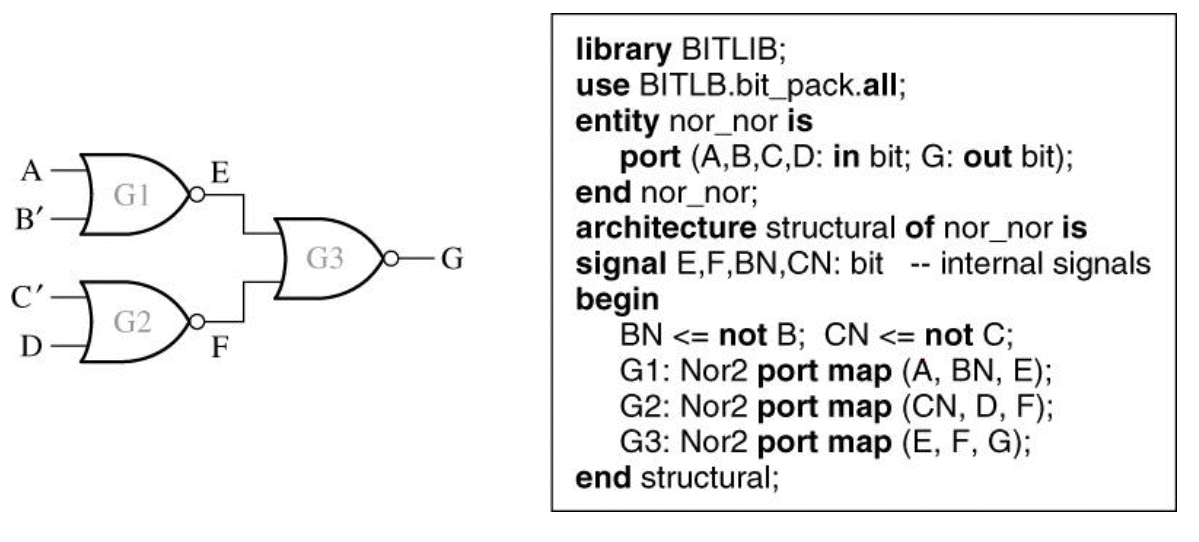 A
B′
C′
D
G1
E
G2
F
G3
G
library BITLIB;
use BITLB.bit_pack.all;
entity nor_nor is
port (A,B,C,D: in bit; G: out bit);
end nor_nor;
architecture structural of nor_nor is
signal E,F,BN,CN: bit -- internal signals
begin
BN <= not B; CN <= not C;
G1: Nor2 port map (A, BN, E);
G2: Nor2 port map (CN, D, F);
G3: Nor2 port map (E, F, G);
end structural;